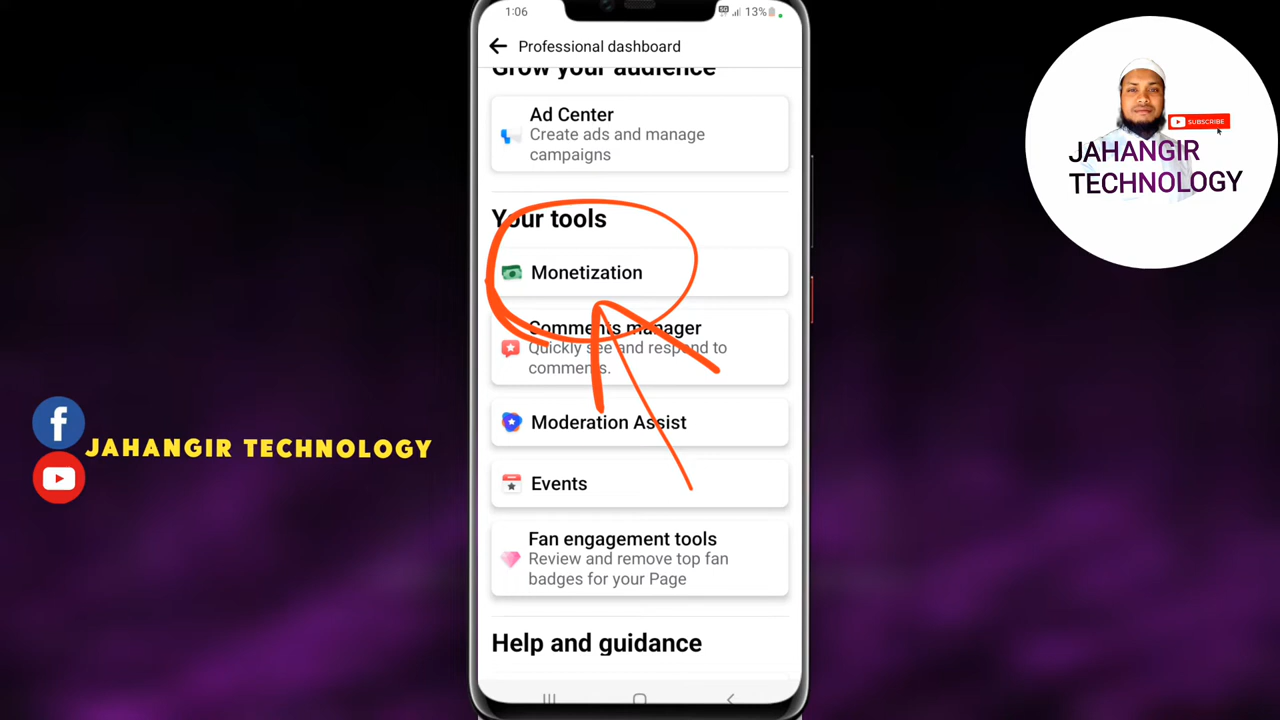 1:06
13%
Professional dashboard
Grow your audience
Ad Center
Create ads and manage
campaigns
Your tools
Monetization
Comments manager
Quickly see and respond to
comments.
Moderation Assist
Events
Fan engagement tools
Review and remove top fan
badges for your Page
Help and guidance
SUBSCRIBE
JAHANGIR
TECHNOLOGY
f
JAHANGIR TECHNOLOGY